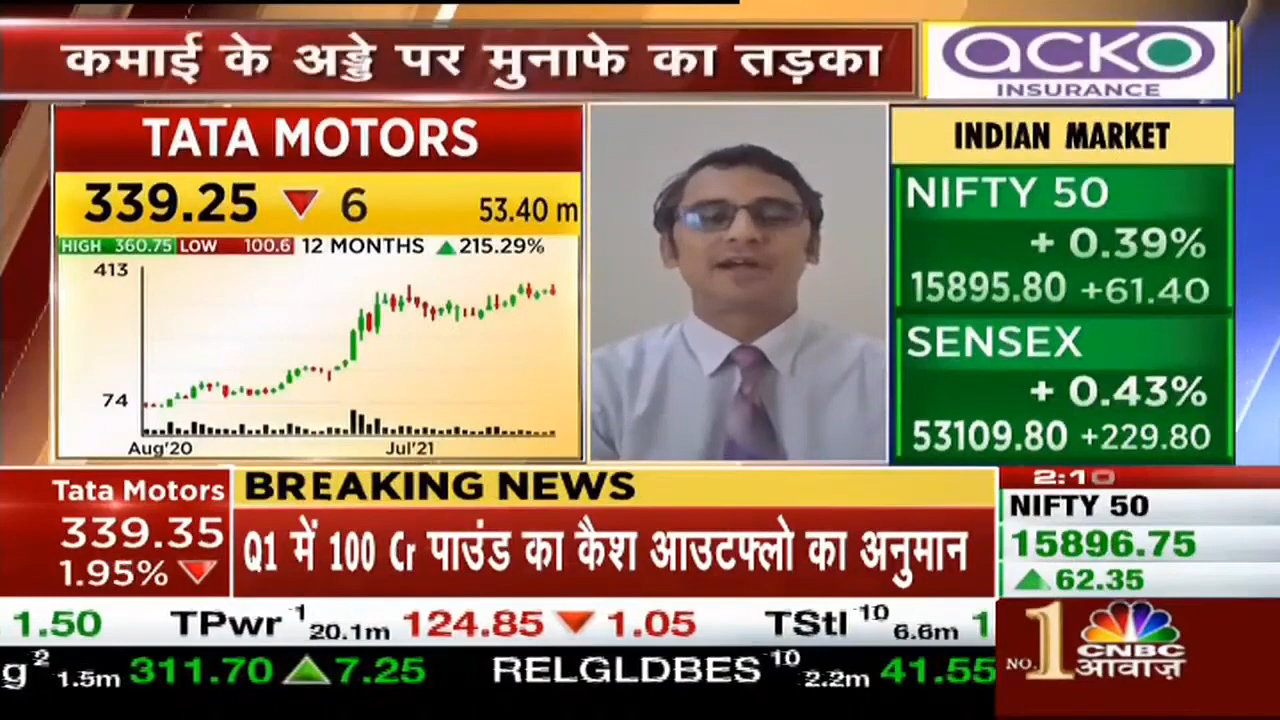 कमाई के अड्डे पर मुनाफे का तड़का
acko
INSURANCE
TATA MOTORS
339.25 ▼ 6 53.40 m
HIGH 360.75 LOW 100.6 12 MONTHS ▲ 215.29%
413
74
Aug'20 Jul'21
INDIAN MARKET
NIFTY 50
+ 0.39%
15895.80 +61.40
SENSEX
+ 0.43%
53109.80 +229.80
Tata Motors
339.35
1.95% ▼
BREAKING NEWS
Q1 में 100 Cr पाउंड का कैश आउटफ्लो का अनुमान
2:10
NIFTY 50
15896.75
▲ 62.35
1.50 TPwr 1 20.1m 124.85 ▼ 1.05 TStl 10 6.6m 1
g 2 1.5m 311.70 ▲ 7.25 RELGLDBES 10 2.2m 41.55
NO. 1 CNBC
आवाज़